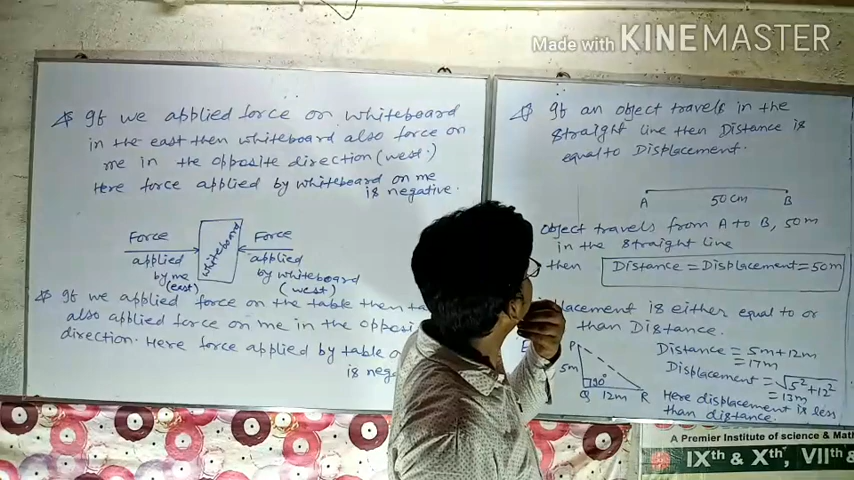 Made with KINEMASTER
If we applied force on whiteboard
in the east then whiteboard also force on
me in the opposite direction (west.)
Here force applied by whiteboard on me
is negative.
Force
applied
by me
(east)
whiteboard
Force
applied
by whiteboard
(west)
If we applied force on the table then
also applied force on me in the
direction. Here force applied by table
is
If an object travels in the
straight line then Distance is
equal to Displacement.
A 50cm B
Object travels from A to B, 50m
in the straight line
then
Distance = Displacement = 50m
is either equal to or
than Distance.
P
5m
90°
Q 12m R
Distance = 5m+12m
= 17m
Displacement = √5²+12²
= 13m
Here displacement is less
than distance.
A Premier Institute of science &
IXth & Xth, VIIth &